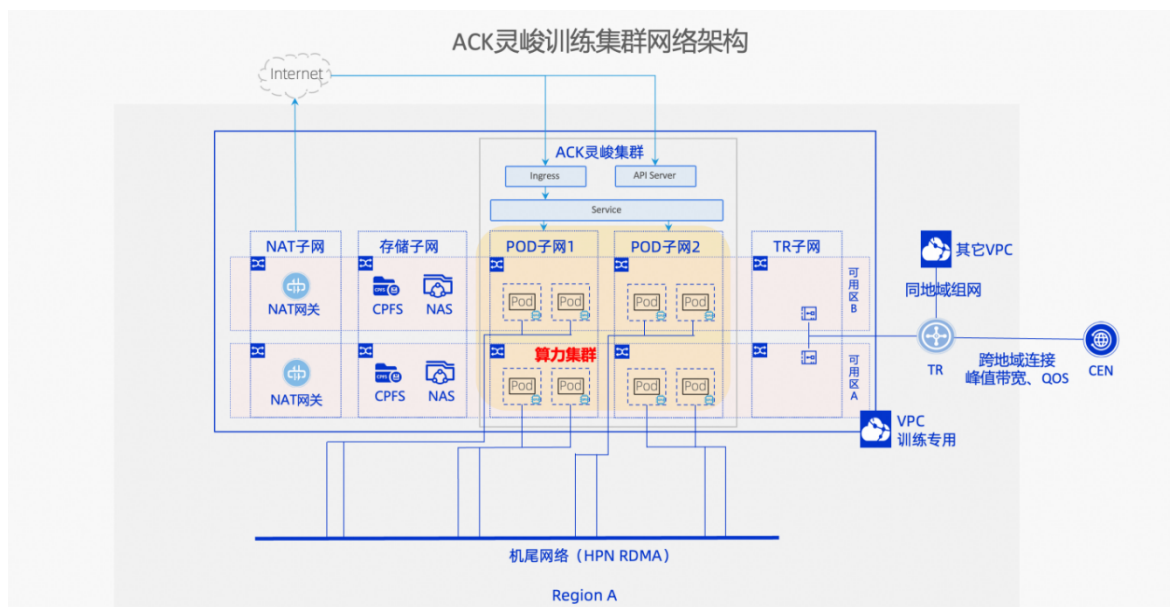 ACK灵峻训练集群网络架构
Internet
ACK灵峻集群
Ingress
API Server
Service
NAT子网
存储子网
POD子网1
POD子网2
TR子网
NAT网关
CPFS
NAS
Pod
Pod
Pod
Pod
可用区B
算力集群
NAT网关
CPFS
NAS
Pod
Pod
Pod
Pod
可用区A
其它VPC
同地域组网
TR
跨地域连接
峰值带宽、QOS
CEN
VPC
训练专用
机尾网络（HPN RDMA）
Region A